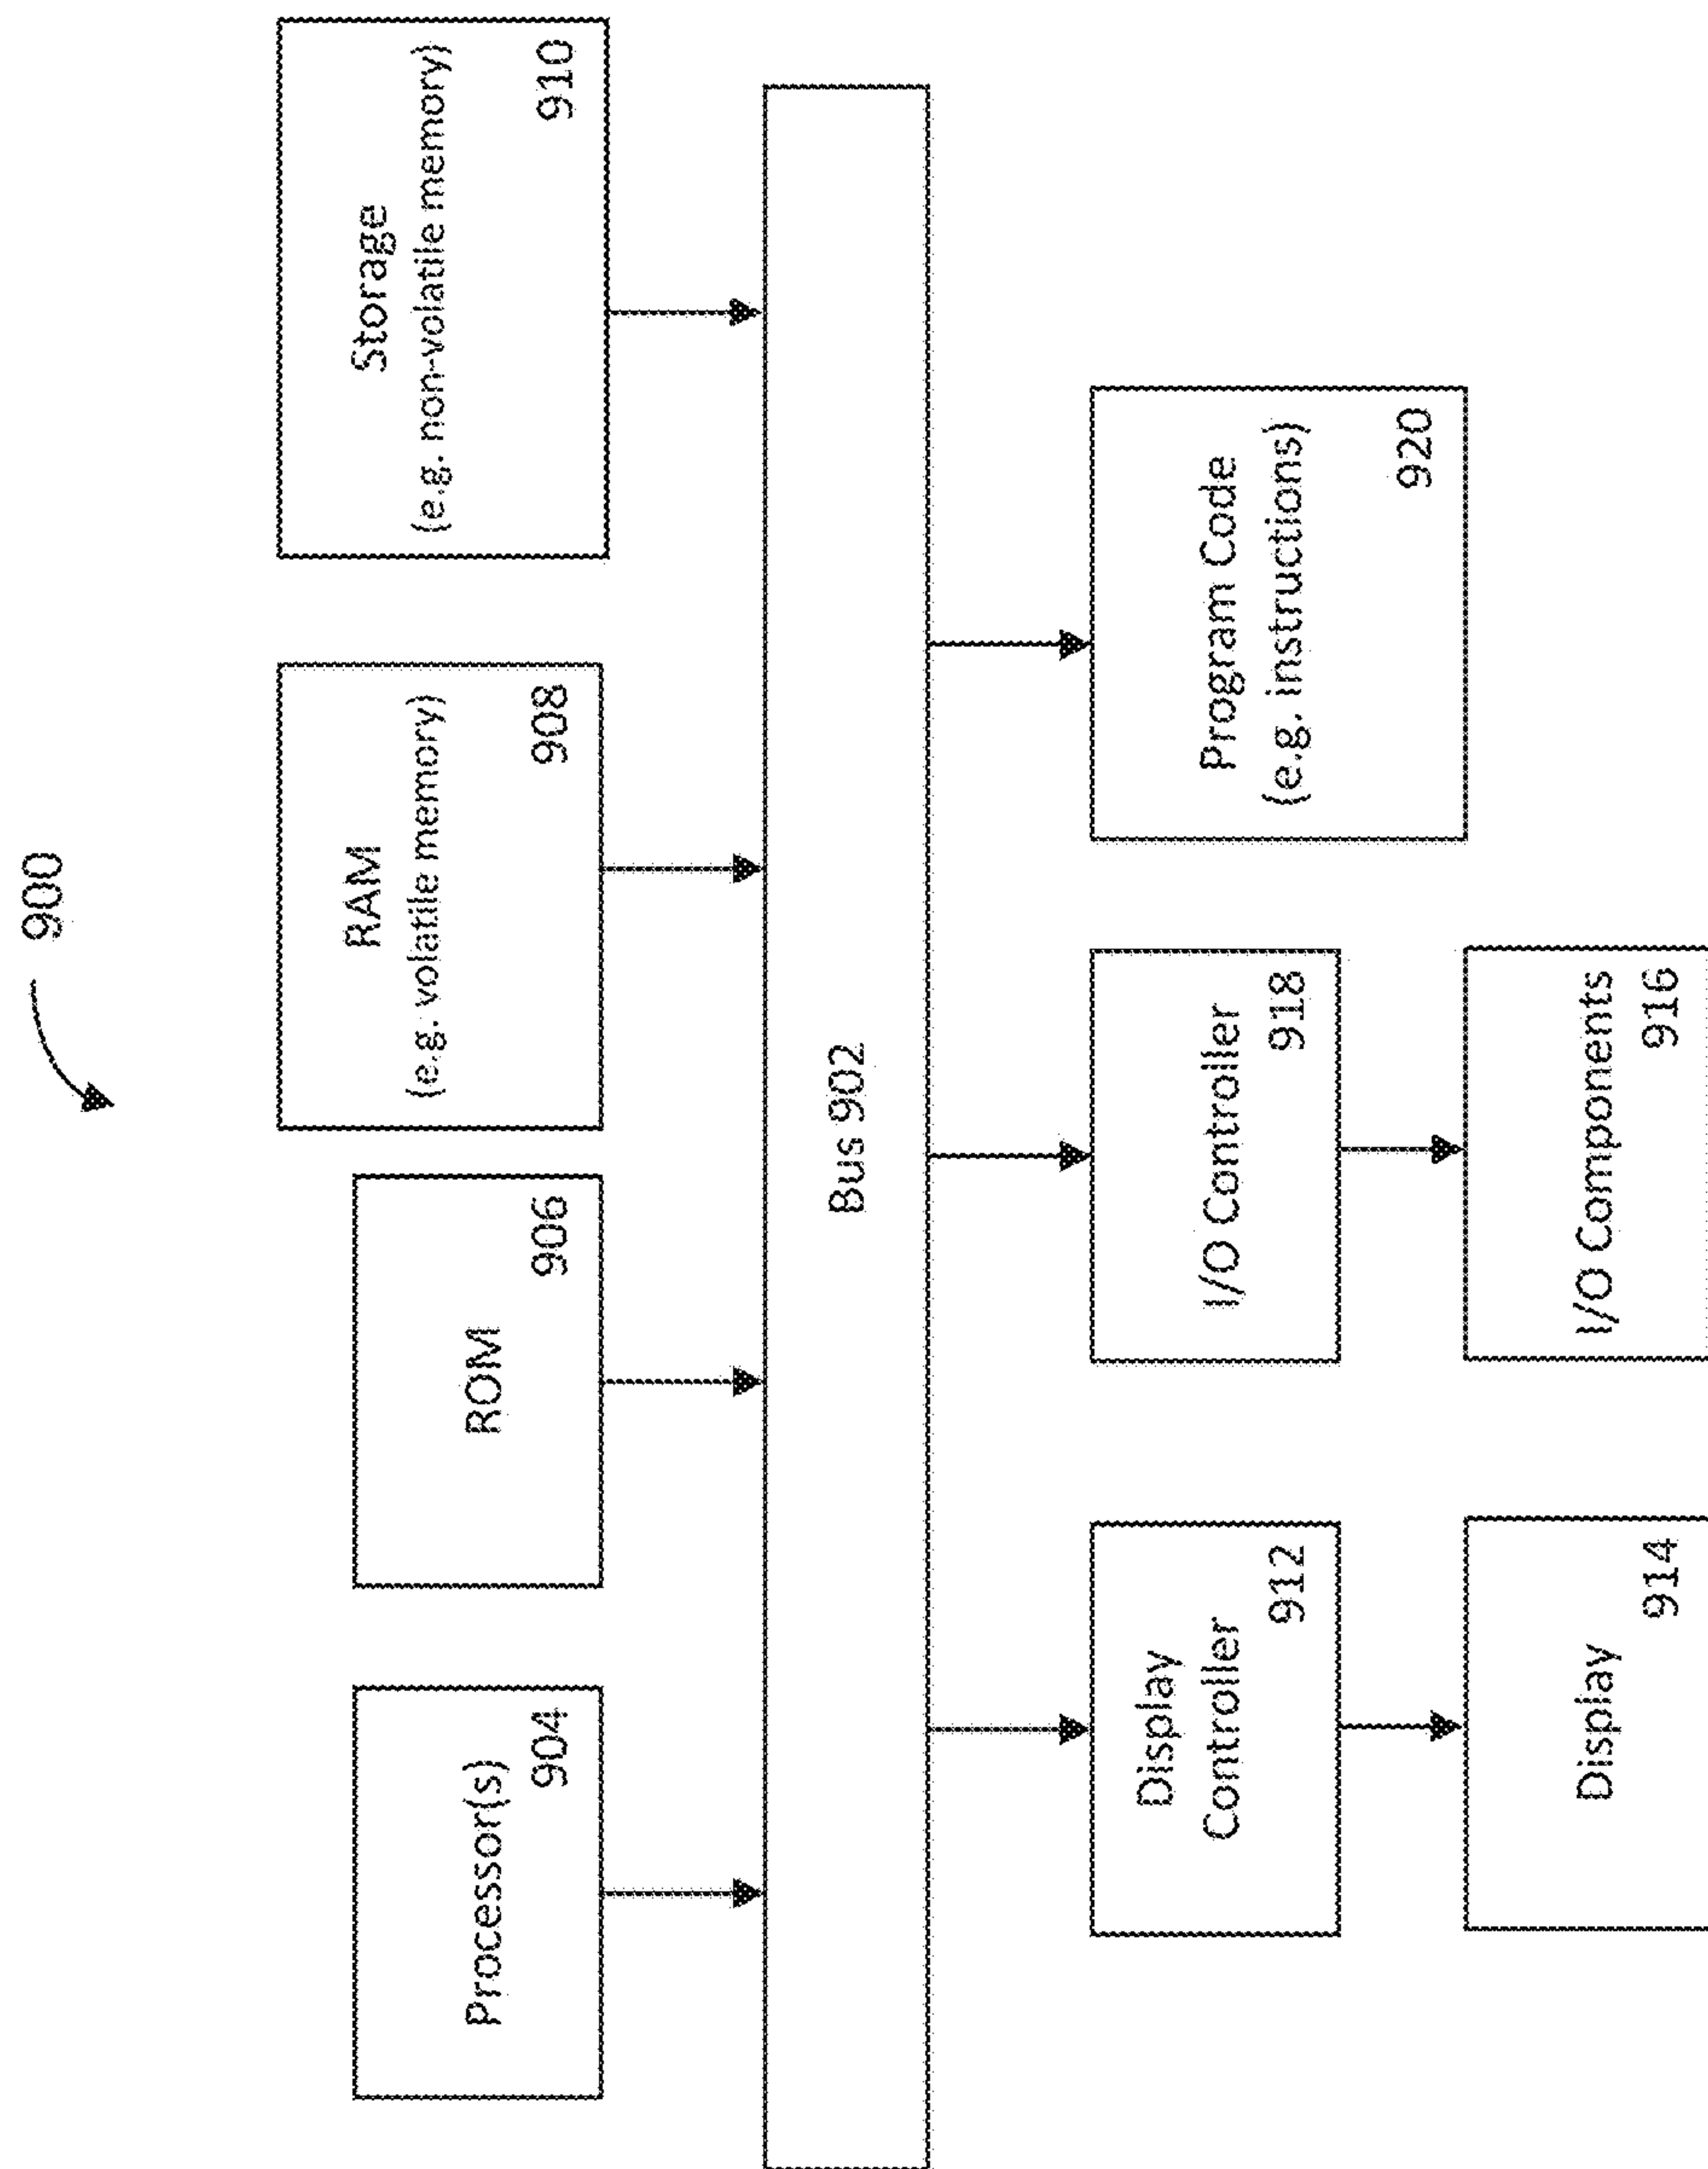 900
Processor(s)
904
ROM
906
RAM
(e.g. volatile memory)
908
Storage
(e.g. non-volatile memory)
910
Bus 902
Display
Controller
912
I/O Controller
918
Program Code
(e.g. instructions)
920
Display
914
I/O Components
916